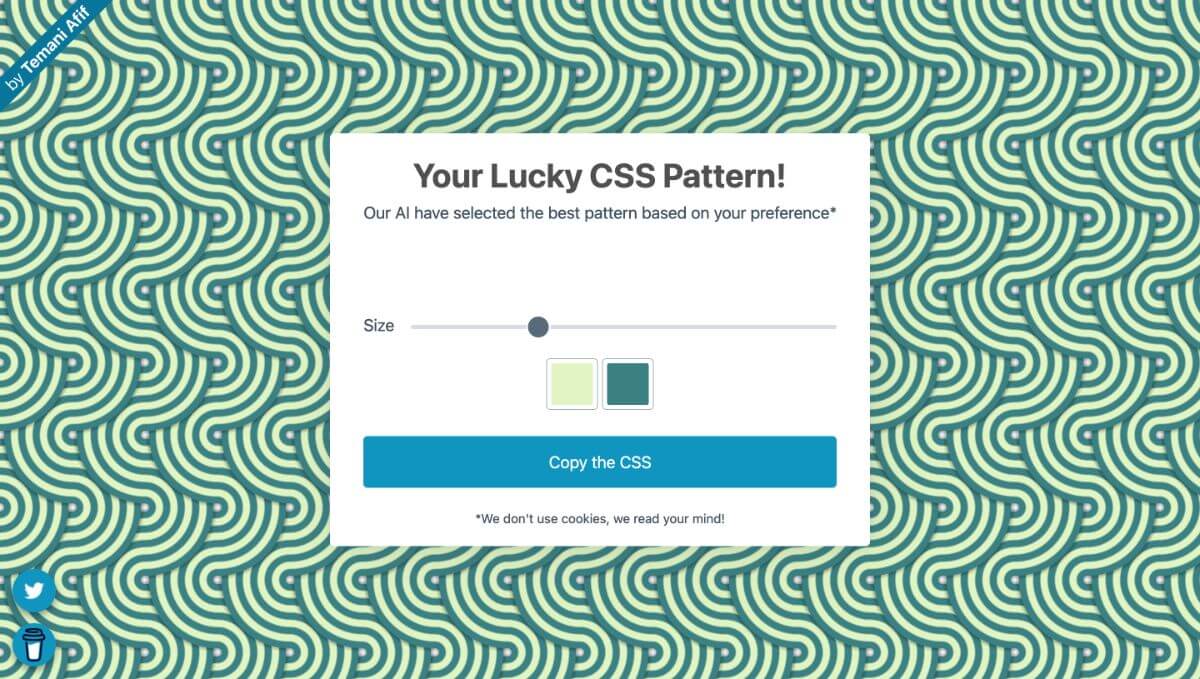 by Temani Afif
Your Lucky CSS Pattern!
Our AI have selected the best pattern based on your preference*
Size
Copy the CSS
*We don't use cookies, we read your mind!